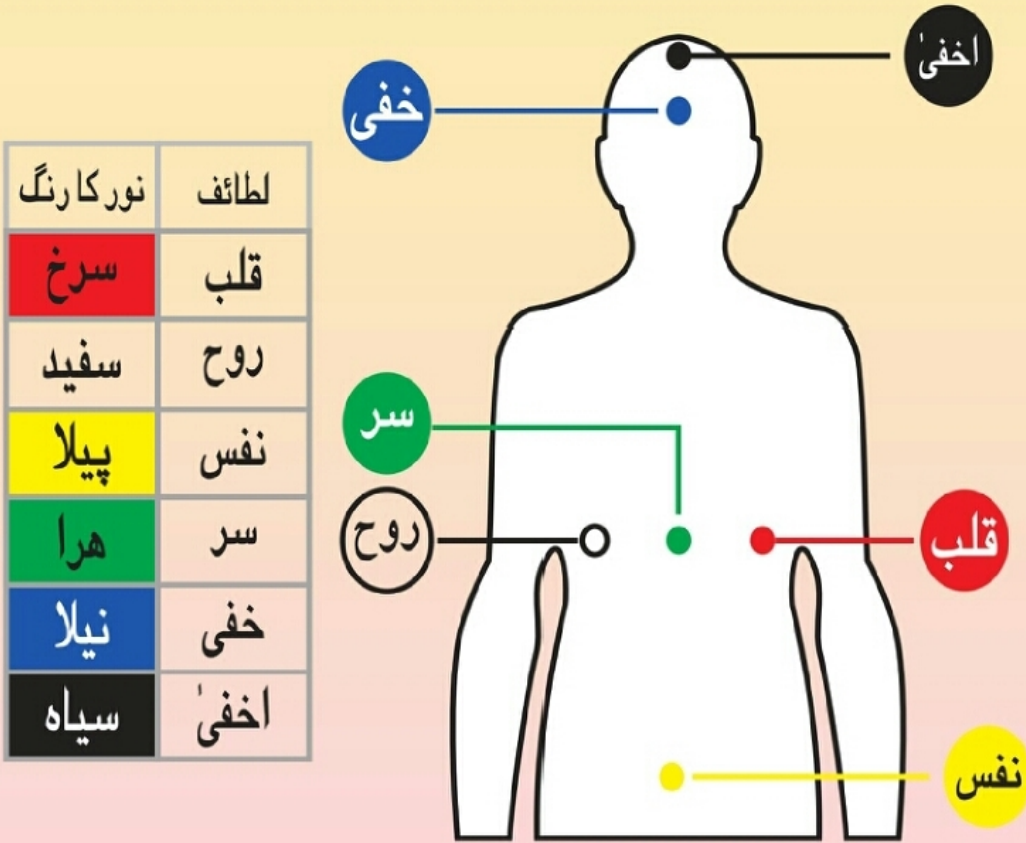 لطائف نور کا رنگ
قلب سرخ
روح سفید
نفس پیلا
سر هرا
خفی نیلا
اخفیٰ سیاہ
اخفیٰ
خفی
سر
روح
قلب
نفس